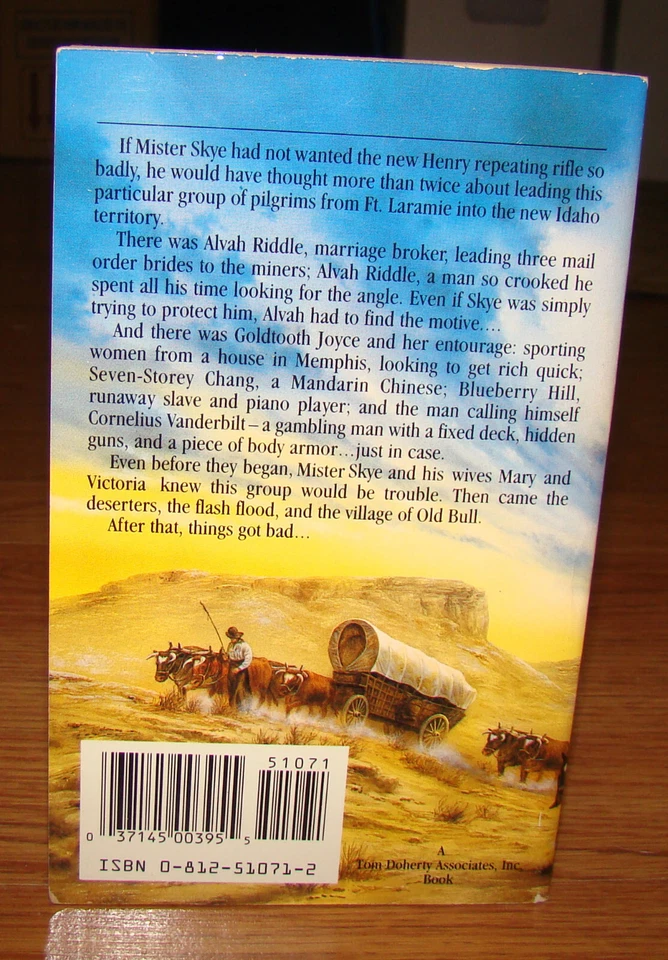 If Mister Skye had not wanted the new Henry repeating rifle so
badly, he would have thought more than twice about leading this
particular group of pilgrims from Ft. Laramie into the new Idaho
territory.
There was Alvah Riddle, marriage broker, leading three mail
order brides to the miners; Alvah Riddle, a man so crooked he
spent all his time looking for the angle. Even if Skye was simply
trying to protect him, Alvah had to find the motive....
And there was Goldtooth Joyce and her entourage: sporting
women from a house in Memphis, looking to get rich quick;
Seven-Storey Chang, a Mandarin Chinese; Blueberry Hill,
runaway slave and piano player; and the man calling himself
Cornelius Vanderbilt – a gambling man with a fixed deck, hidden
guns, and a piece of body armor...just in case.
Even before they began, Mister Skye and his wives Mary and
Victoria knew this group would be trouble. Then came the
deserters, the flash flood, and the village of Old Bull.
After that, things got bad...
51071
0 37145 00395 5
ISBN 0-812-51071-2
A
Tom Doherty Associates, Inc.
Book